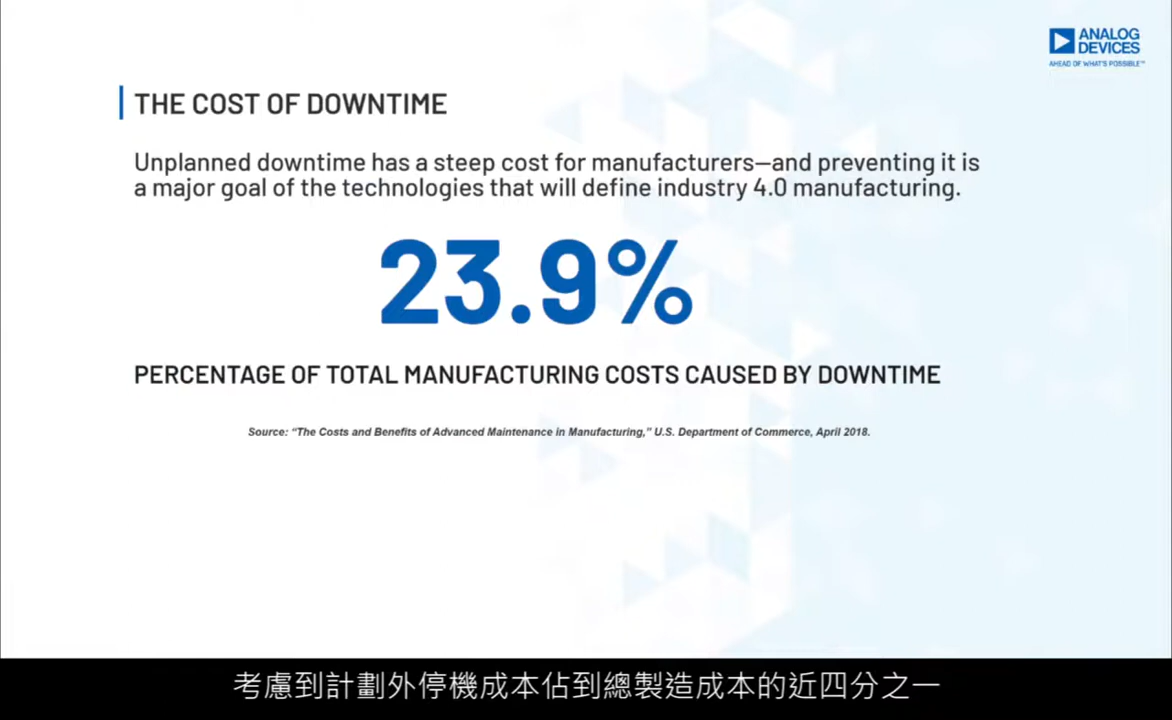 ANALOG
DEVICES
AHEAD OF WHAT'S POSSIBLE™
THE COST OF DOWNTIME
Unplanned downtime has a steep cost for manufacturers—and preventing it is
a major goal of the technologies that will define industry 4.0 manufacturing.
23.9%
PERCENTAGE OF TOTAL MANUFACTURING COSTS CAUSED BY DOWNTIME
Source: “The Costs and Benefits of Advanced Maintenance in Manufacturing,” U.S. Department of Commerce, April 2018.
考慮到計劃外停機成本佔到總製造成本的近四分之一